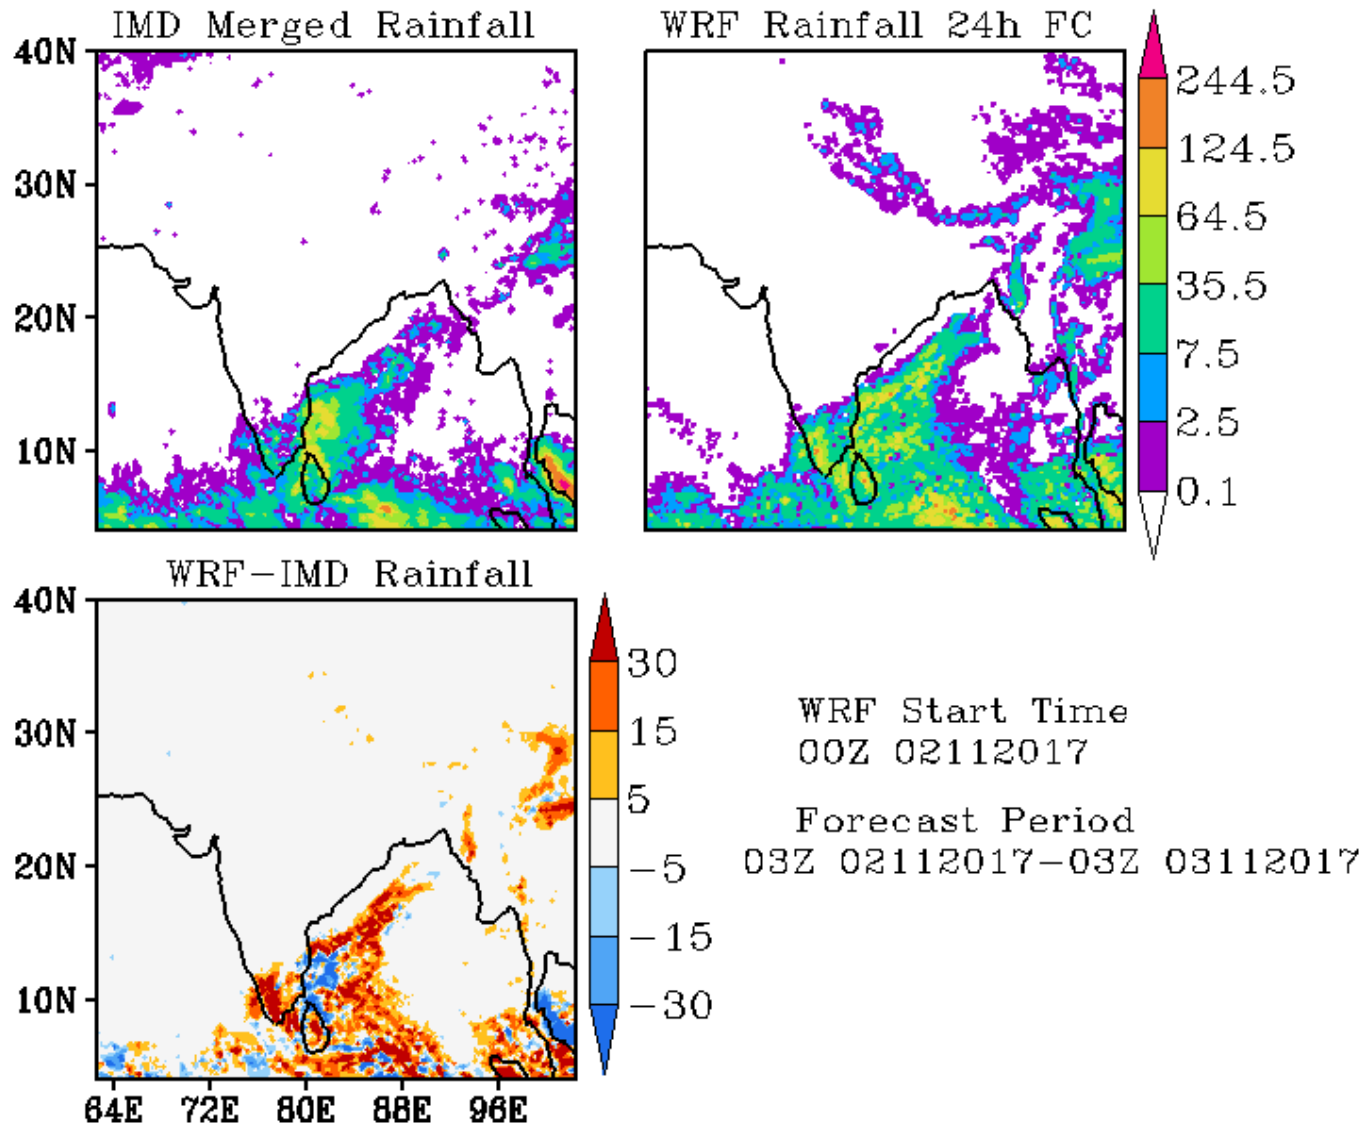 IMD Merged Rainfall
WRF Rainfall 24h FC
40N
30N
20N
10N
244.5
124.5
64.5
35.5
7.5
2.5
0.1
WRF-IMD Rainfall
40N
30N
20N
10N
64E 72E 80E 88E 96E
30
15
5
-5
-15
-30
WRF Start Time
00Z 02112017
Forecast Period
03Z 02112017-03Z 03112017